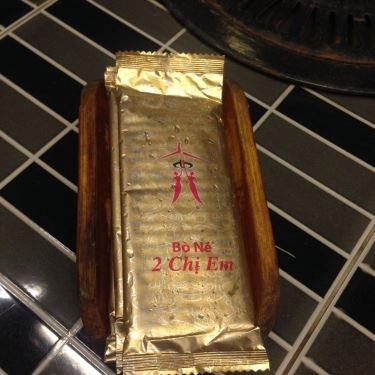 Bò Né
2 Chị Em